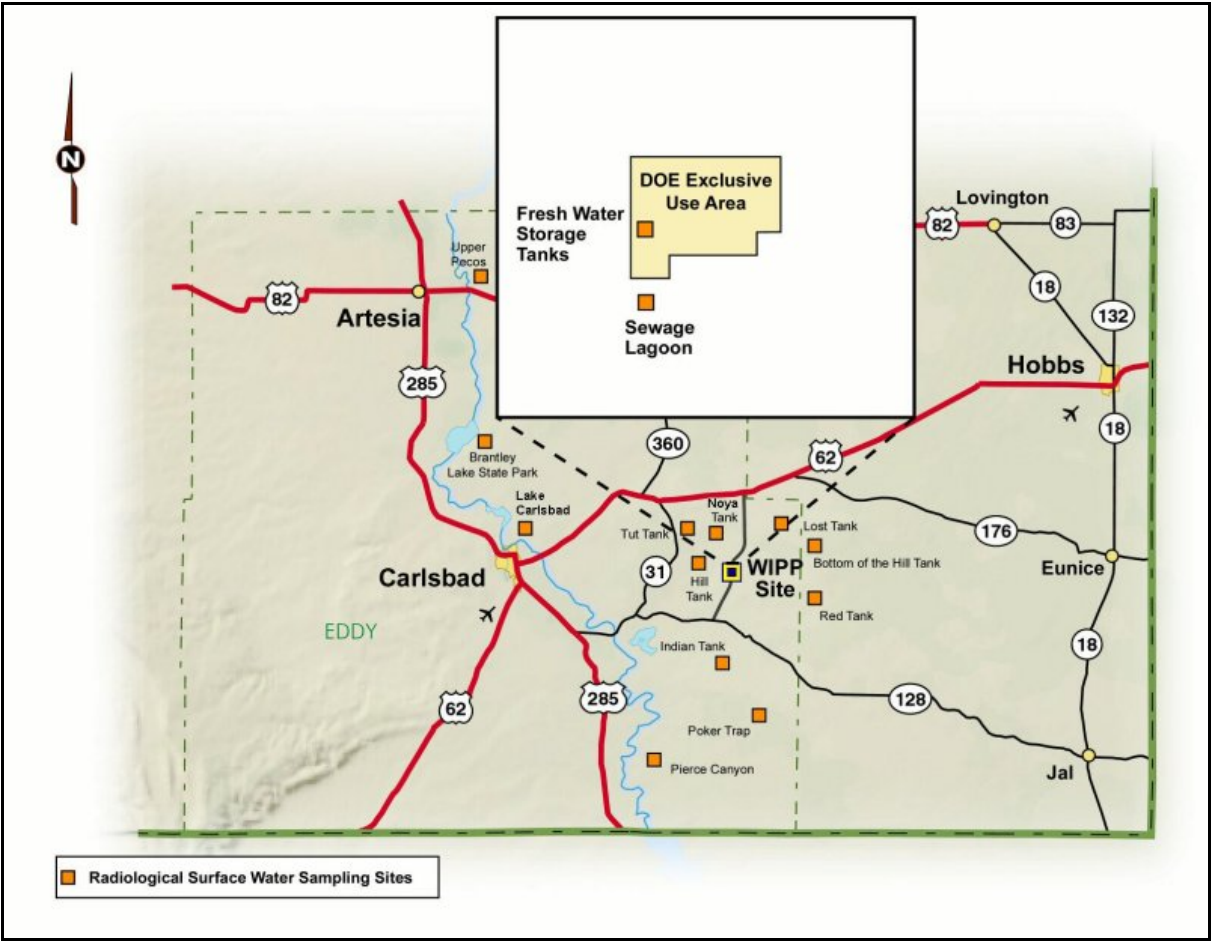 N
DOE Exclusive
Use Area
Fresh Water
Storage
Tanks
Sewage
Lagoon
Lovington
82
83
Upper
Pecos
18
82
Artesia
132
Hobbs
285
18
360
62
Brantley
Lake State Park
Lake
Carlsbad
Noya
Tank
Tut Tank
Lost Tank
176
Bottom of the Hill Tank
Eunice
31
WIPP
Site
Hill
Tank
Carlsbad
Red Tank
EDDY
Indian Tank
18
62
285
128
Poker Trap
Pierce Canyon
Jal
Radiological Surface Water Sampling Sites